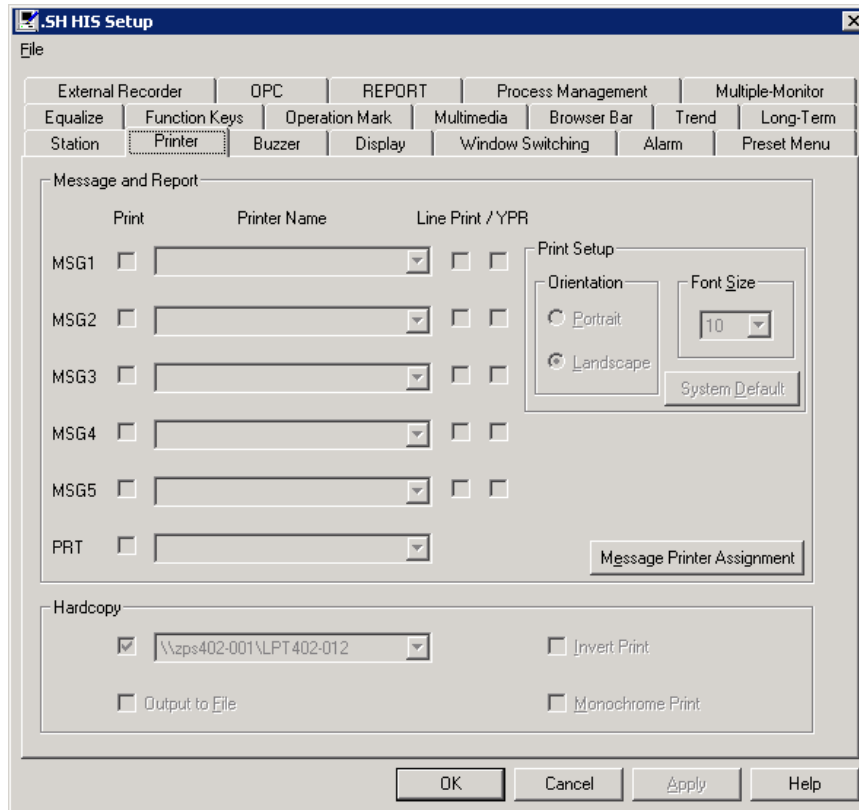 .SH HIS Setup
File
External Recorder OPC REPORT Process Management Multiple-Monitor
Equalize Function Keys Operation Mark Multimedia Browser Bar Trend Long-Term
Station Printer Buzzer Display Window Switching Alarm Preset Menu
Message and Report
Print Printer Name Line Print / YPR
Print Setup
MSG1
Orientation Font Size
MSG2 Portrait 10
MSG3 Landscape
System Default
MSG4
MSG5
PRT
Message Printer Assignment
Hardcopy
\\zps402-001\LPT402-012 Invert Print
Output to File Monochrome Print
OK Cancel Apply Help